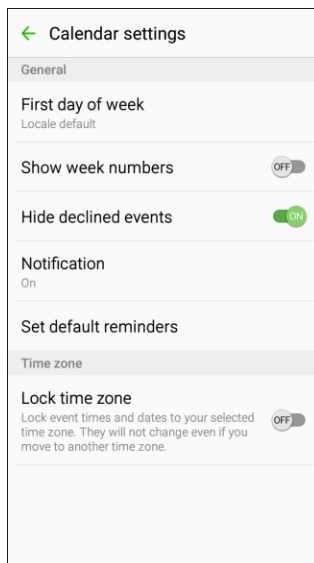 Calendar settings
General
First day of week
Locale default
Show week numbers
OFF
Hide declined events
ON
Notification
On
Set default reminders
Time zone
Lock time zone
Lock event times and dates to your selected
time zone. They will not change even if you
move to another time zone.
OFF